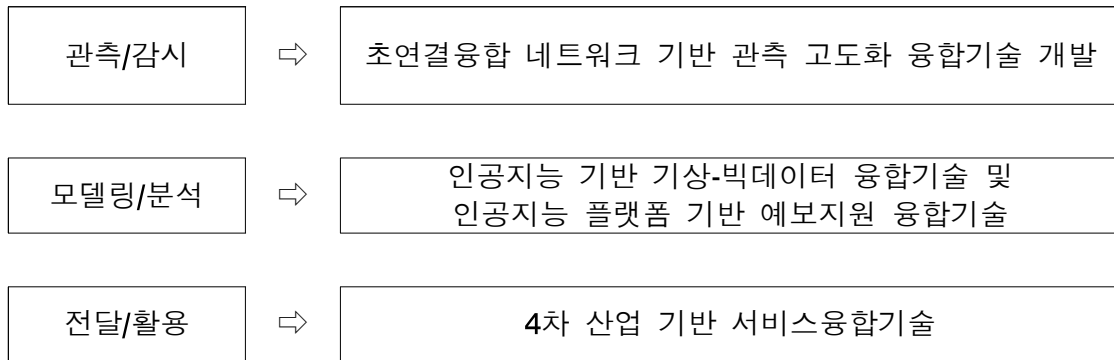 관측/감시 ⇨ 초연결융합 네트워크 기반 관측 고도화 융합기술 개발
모델링/분석 ⇨ 인공지능 기반 기상-빅데이터 융합기술 및
인공지능 플랫폼 기반 예보지원 융합기술
전달/활용 ⇨ 4차 산업 기반 서비스융합기술